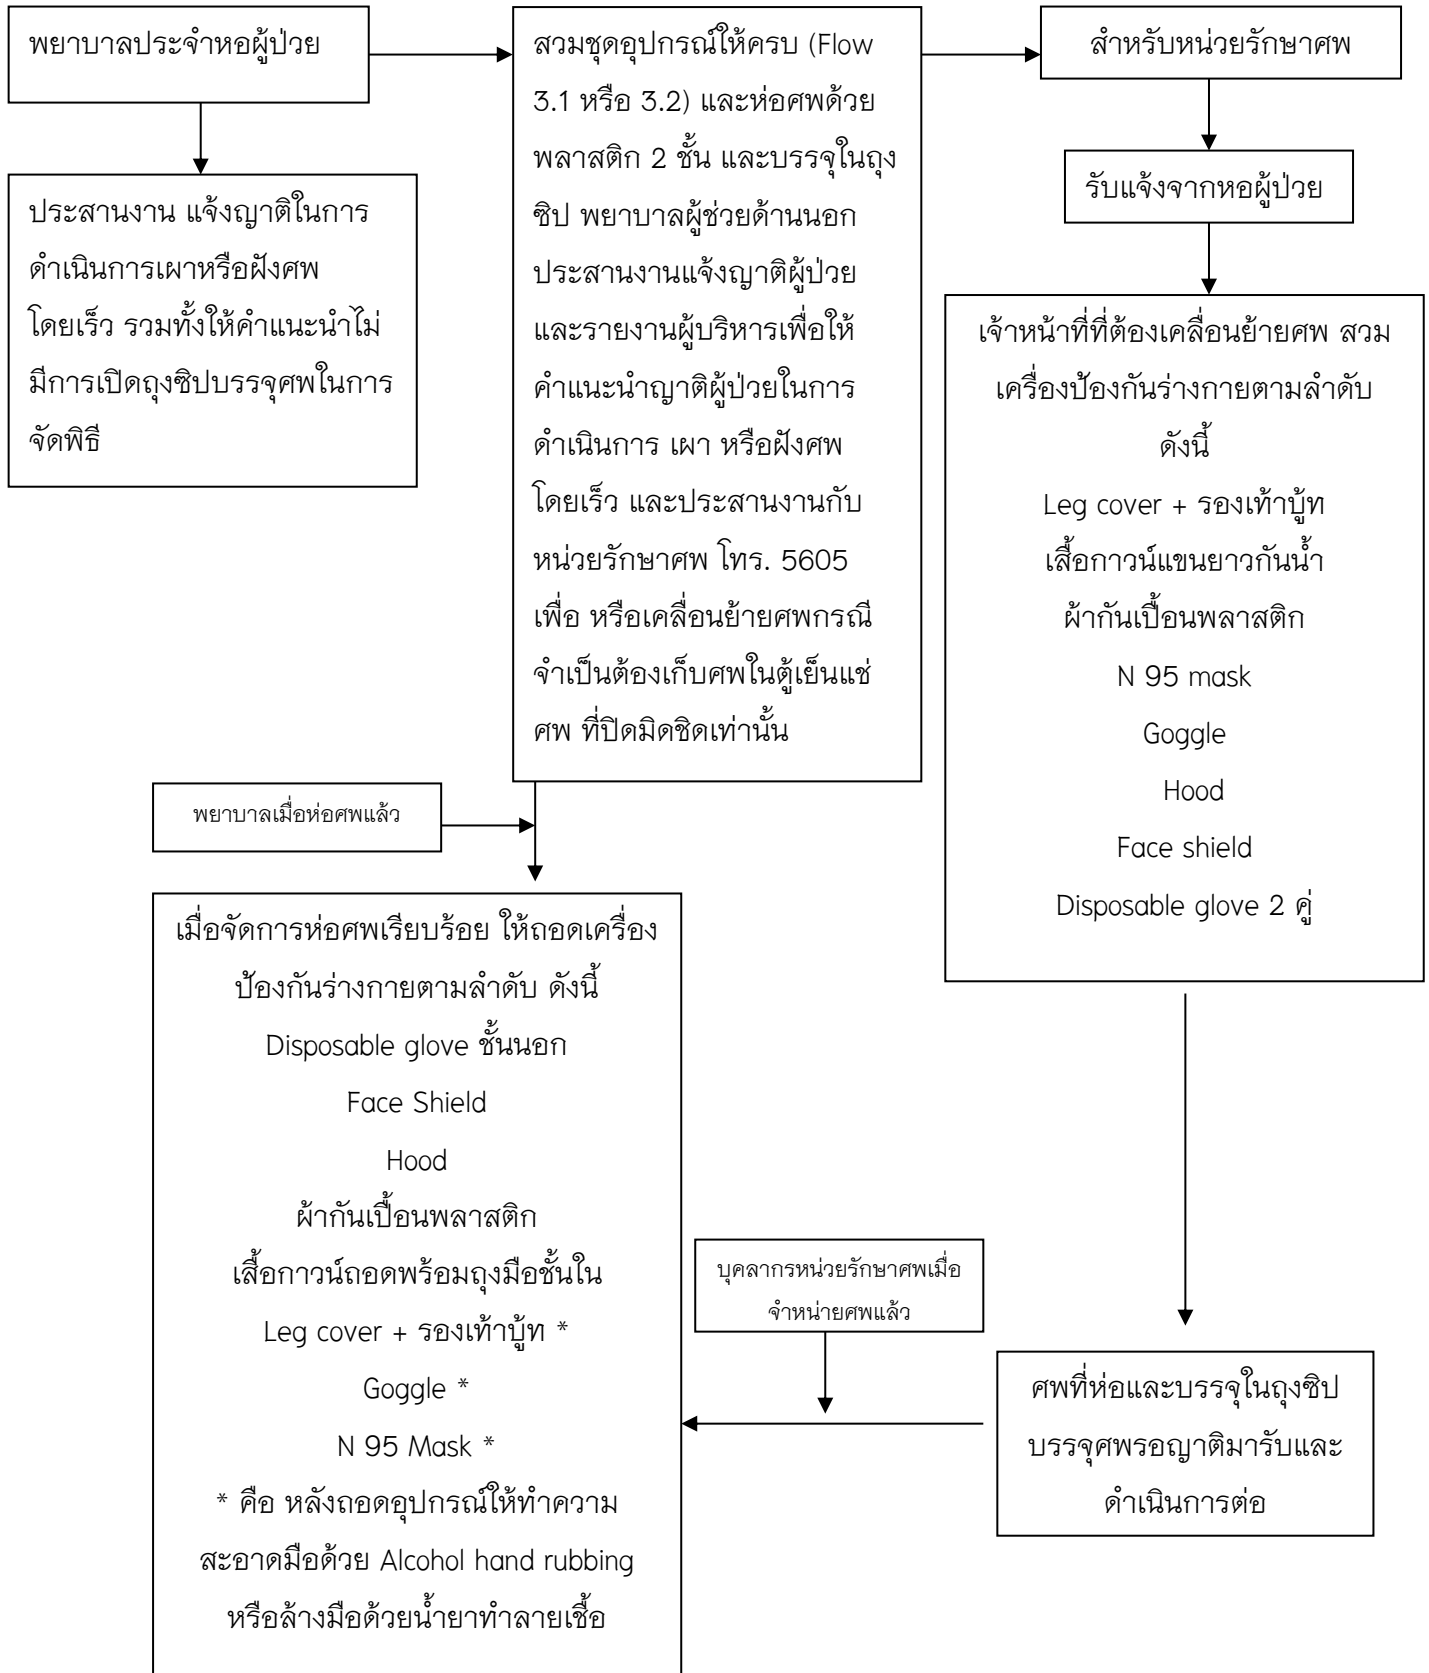 พยาบาลประจำหอผู้ป่วย
ประสานงาน แจ้งญาติในการ
ดำเนินการเผาหรือฝังศพ
โดยเร็ว รวมทั้งให้คำแนะนำไม่
มีการเปิดถุงซิปบรรจุศพในการ
จัดพิธี
สวมชุดอุปกรณ์ให้ครบ (Flow
3.1 หรือ 3.2) และห่อศพด้วย
พลาสติก 2 ชั้น และบรรจุในถุง
ซิป พยาบาลผู้ช่วยด้านนอก
ประสานงานแจ้งญาติผู้ป่วย
และรายงานผู้บริหารเพื่อให้
คำแนะนำญาติผู้ป่วยในการ
ดำเนินการ เผา หรือฝังศพ
โดยเร็ว และประสานงานกับ
หน่วยรักษาศพ โทร. 5605
เพื่อ หรือเคลื่อนย้ายศพกรณี
จำเป็นต้องเก็บศพในตู้เย็นแช่
ศพ ที่ปิดมิดชิดเท่านั้น
สำหรับหน่วยรักษาศพ
รับแจ้งจากหอผู้ป่วย
เจ้าหน้าที่ที่ต้องเคลื่อนย้ายศพ สวม
เครื่องป้องกันร่างกายตามลำดับ
ดังนี้
Leg cover + รองเท้าบู้ท
เสื้อกาวน์แขนยาวกันน้ำ
ผ้ากันเปื้อนพลาสติก
N 95 mask
Goggle
Hood
Face shield
Disposable glove 2 คู่
พยาบาลเมื่อห่อศพแล้ว
เมื่อจัดการห่อศพเรียบร้อย ให้ถอดเครื่อง
ป้องกันร่างกายตามลำดับ ดังนี้
Disposable glove ชั้นนอก
Face Shield
Hood
ผ้ากันเปื้อนพลาสติก
เสื้อกาวน์ถอดพร้อมถุงมือชั้นใน
Leg cover + รองเท้าบู้ท *
Goggle *
N 95 Mask *
* คือ หลังถอดอุปกรณ์ให้ทำความ
สะอาดมือด้วย Alcohol hand rubbing
หรือล้างมือด้วยน้ำยาทำลายเชื้อ
บุคลากรหน่วยรักษาศพเมื่อ
จำหน่ายศพแล้ว
ศพที่ห่อและบรรจุในถุงซิป
บรรจุศพรอญาติมารับและ
ดำเนินการต่อ